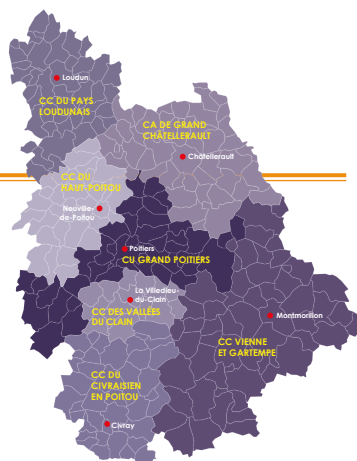 Loudun
CC DU PAYS
LOUDUNAIS
CA DE GRAND
CHÂTELLERAULT
Châtellerault
CC DU
HAUT-POITOU
Neuville-
de-Poitou
Poitiers
CU GRAND POITIERS
La Villedieu-
du-Clain
CC DES VALLÉES
DU CLAIN
Montmorillon
CC VIENNE
ET GARTEMPE
CC DU
CIVRAISIEN
EN POITOU
Civray